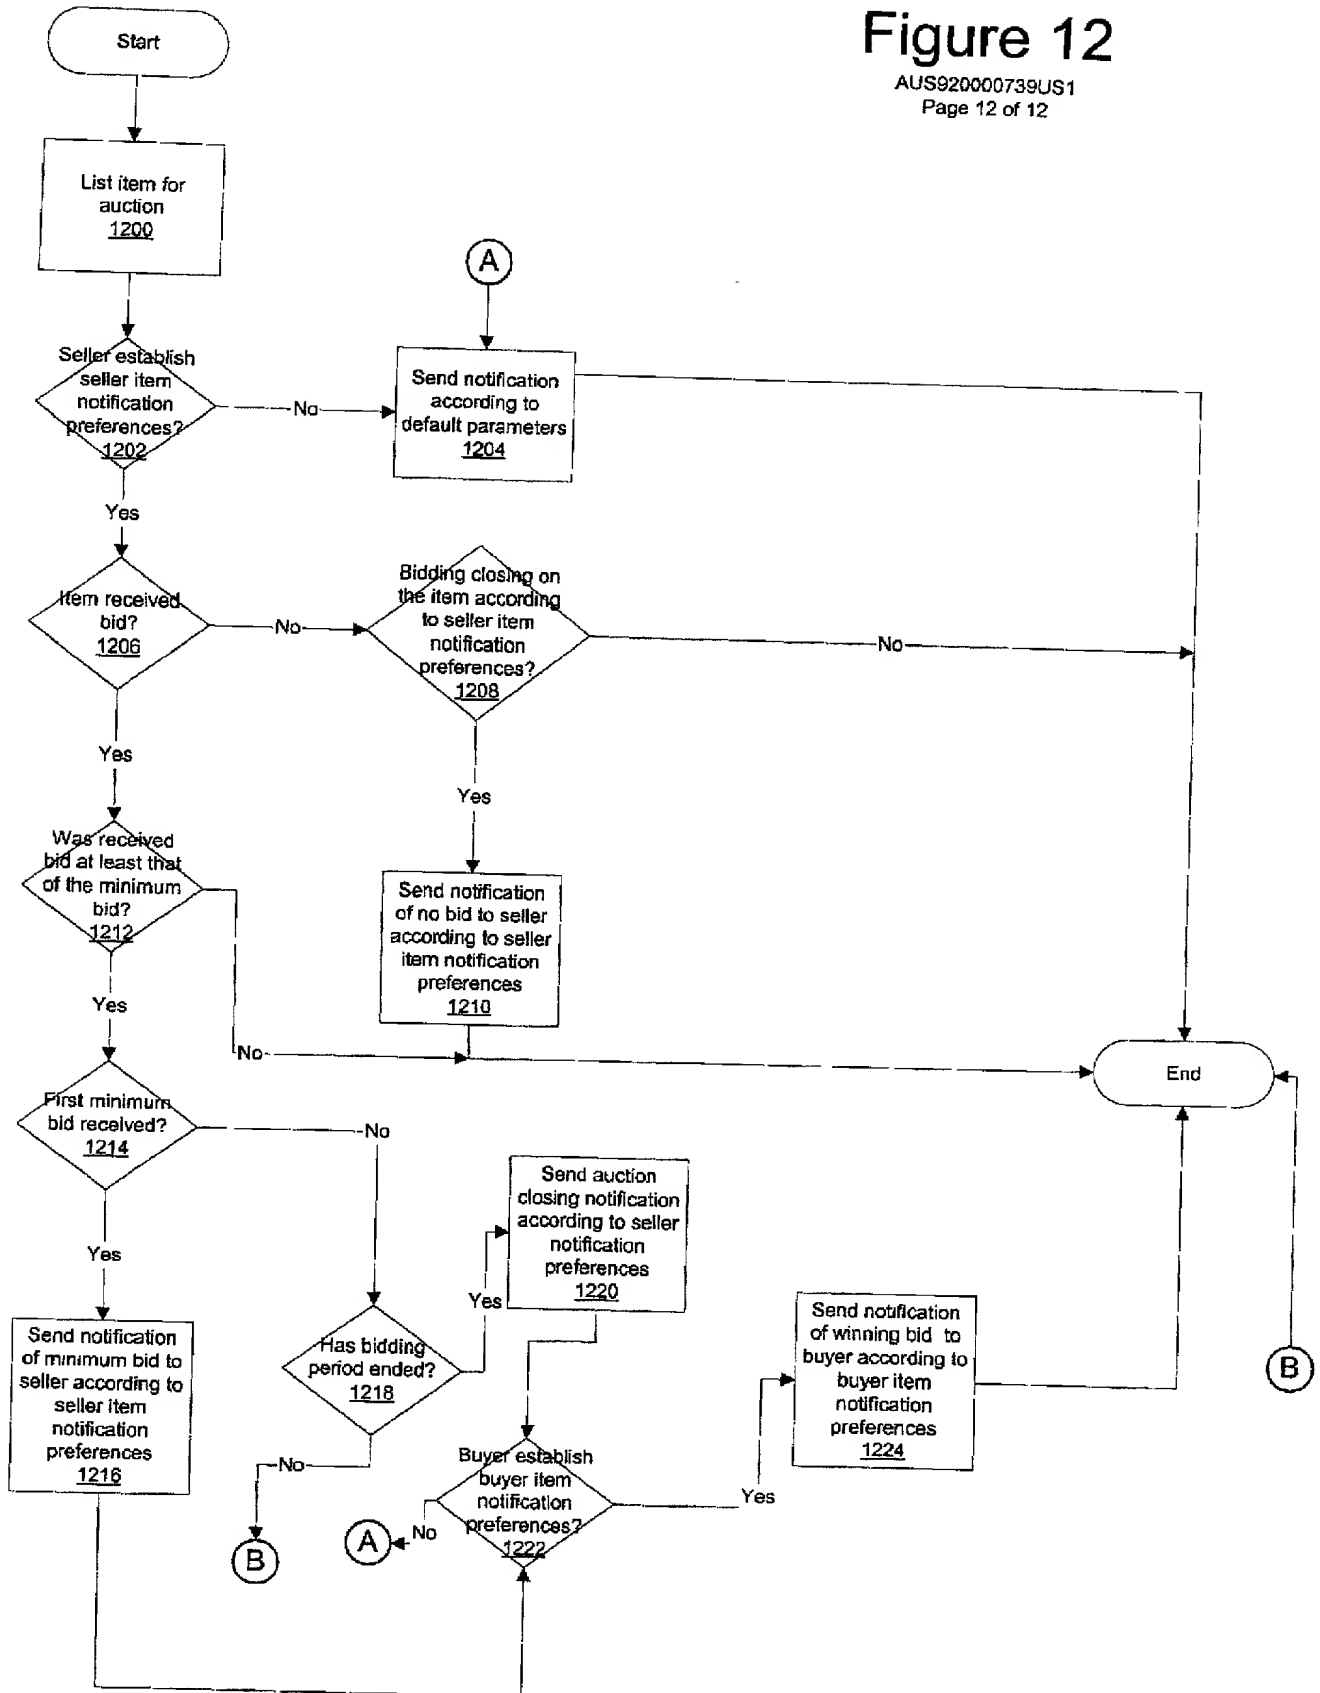 Figure 12
AUS920000739US1
Page 12 of 12
Start
List item for
auction
1200
A
Seller establish
seller item
notification
preferences?
1202
No
Send notification
according to
default parameters
1204
Yes
Item received
bid?
1206
No
Bidding closing on
the item according
to seller item
notification
preferences?
1208
No
Yes
Yes
Was received
bid at least that
of the minimum
bid?
1212
Send notification
of no bid to seller
according to seller
item notification
preferences
1210
Yes
No
End
First minimum
bid received?
1214
No
Send auction
closing notification
according to seller
notification
preferences
1220
Yes
Yes
Send notification
of minimum bid to
seller according to
seller item
notification
preferences
1216
Has bidding
period ended?
1218
Send notification
of winning bid to
buyer according to
buyer item
notification
preferences
1224
B
No
Buyer establish
buyer item
notification
preferences?
1222
Yes
No
A
B